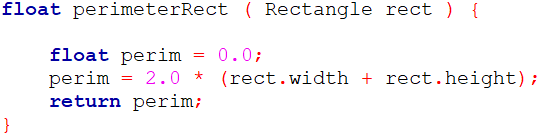 float perimeterRect ( Rectangle rect ) {
float perim = 0.0;
perim = 2.0 * (rect.width + rect.height);
return perim;
}